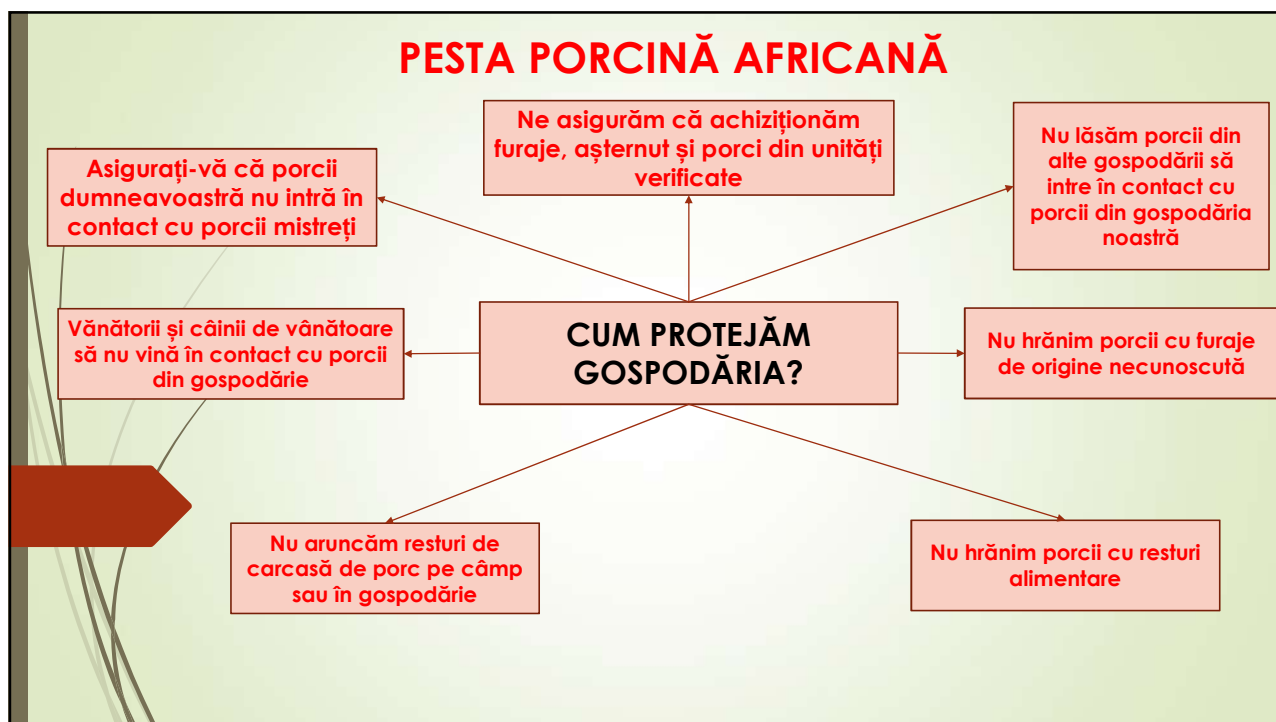 PESTA PORCINĂ AFRICANĂ
Asigurați-vă că porcii
dumneavoastră nu intră în
contact cu porcii mistreți
Ne asigurăm că achiziționăm
furaje, așternut și porci din unități
verificate
Nu lăsăm porcii din
alte gospodării să
intre în contact cu
porcii din gospodăria
noastră
Vănătorii și câinii de vânătoare
să nu vină în contact cu porcii
din gospodărie
CUM PROTEJĂM
GOSPODĂRIA?
Nu hrănim porcii cu furaje
de origine necunoscută
Nu aruncăm resturi de
carcasă de porc pe câmp
sau în gospodărie
Nu hrănim porcii cu resturi
alimentare